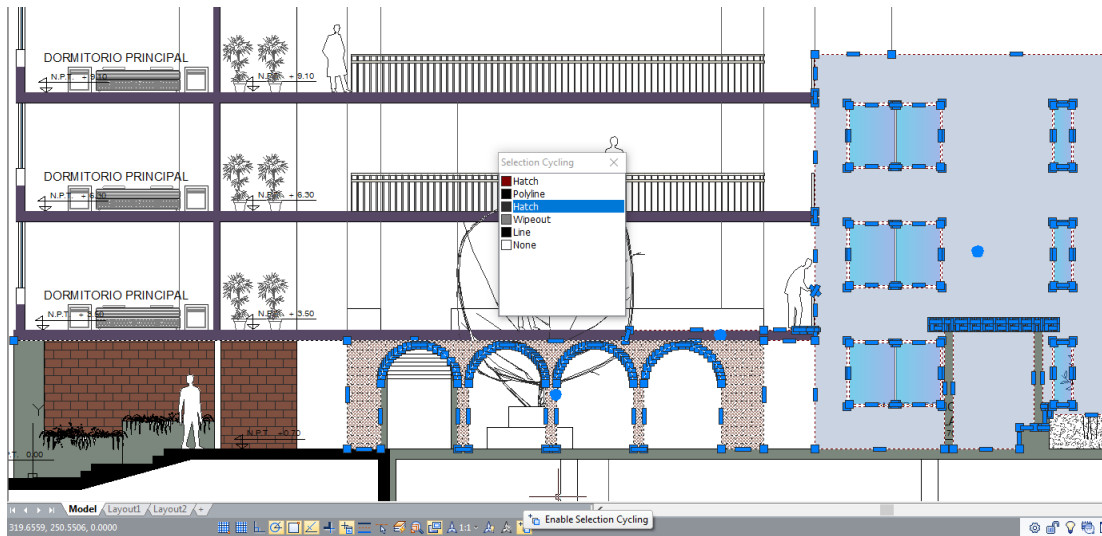 DORMITORIO PRINCIPAL
N.P.T. + 9.10
N.P.T. + 9.10
Selection Cycling
Hatch
Polyline
Hatch
Wipeout
Line
None
DORMITORIO PRINCIPAL
N.P.T. + 6.30
N.P.T. + 6.30
DORMITORIO PRINCIPAL
N.P.T. + 3.50
N.P.T. + 3.50
N.P.T. -0.70
P.T. 0.00
Model
Layout1
Layout2
+
319.6559, 250.5506, 0.0000
1:1
Enable Selection Cycling